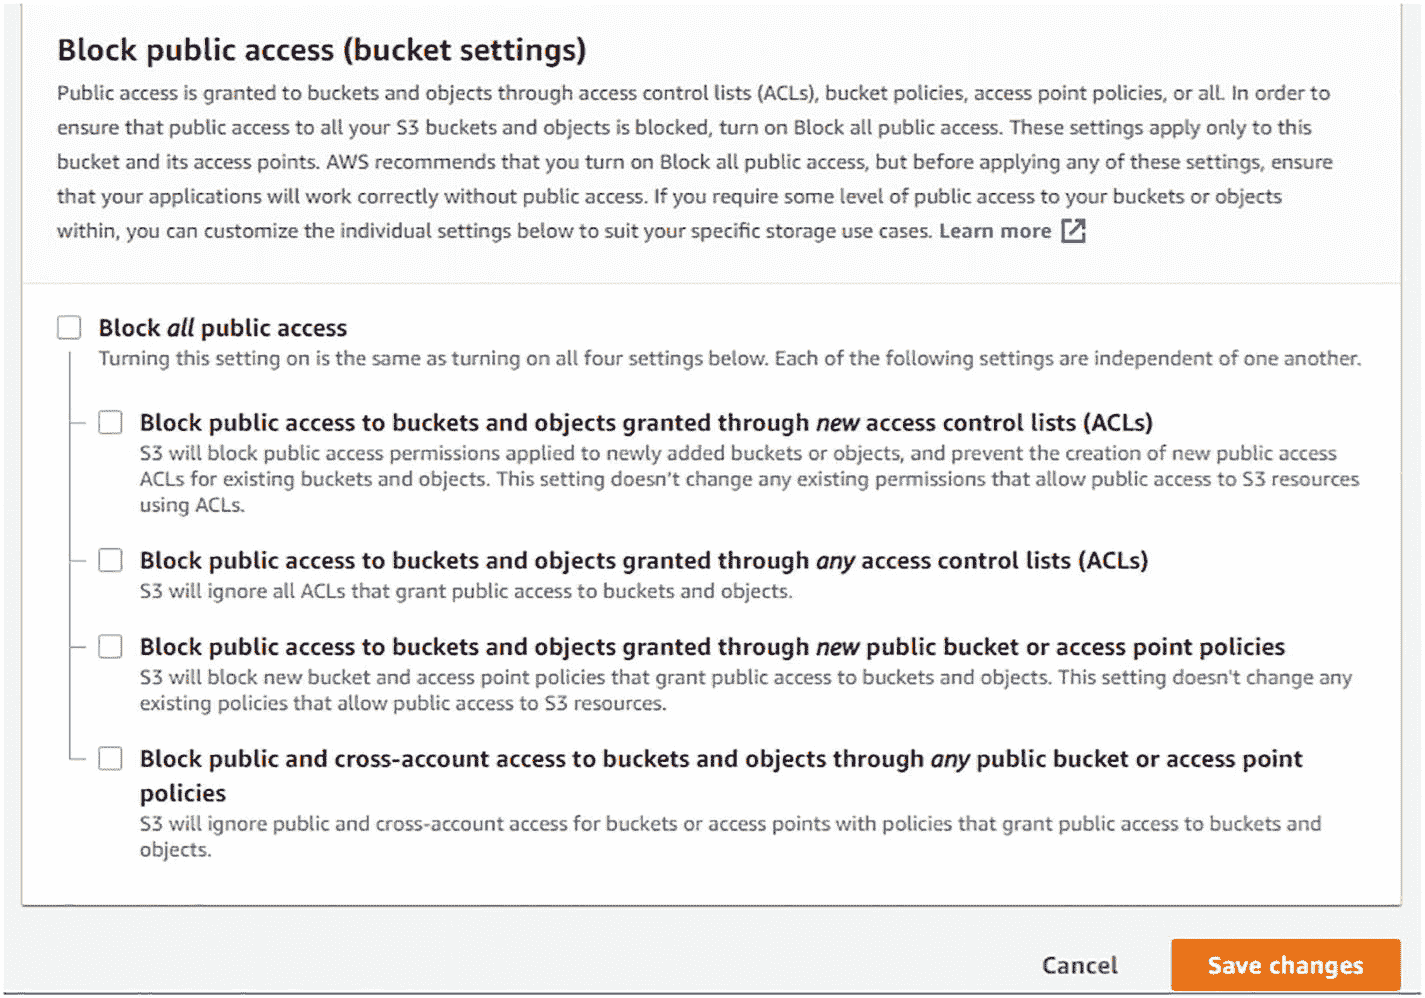 Block public access (bucket settings)
Public access is granted to buckets and objects through access control lists (ACLs), bucket policies, access point policies, or all. In order to
ensure that public access to all your S3 buckets and objects is blocked, turn on Block all public access. These settings apply only to this
bucket and its access points. AWS recommends that you turn on Block all public access, but before applying any of these settings, ensure
that your applications will work correctly without public access. If you require some level of public access to your buckets or objects
within, you can customize the individual settings below to suit your specific storage use cases. Learn more
Block all public access
Turning this setting on is the same as turning on all four settings below. Each of the following settings are independent of one another.
Block public access to buckets and objects granted through new access control lists (ACLs)
S3 will block public access permissions applied to newly added buckets or objects, and prevent the creation of new public access
ACLs for existing buckets and objects. This setting doesn't change any existing permissions that allow public access to S3 resources
using ACLs.
Block public access to buckets and objects granted through any access control lists (ACLs)
S3 will ignore all ACLs that grant public access to buckets and objects.
Block public access to buckets and objects granted through new public bucket or access point policies
S3 will block new bucket and access point policies that grant public access to buckets and objects. This setting doesn't change any
existing policies that allow public access to S3 resources.
Block public and cross-account access to buckets and objects through any public bucket or access point
policies
S3 will ignore public and cross-account access for buckets or access points with policies that grant public access to buckets and
objects.
Cancel Save changes